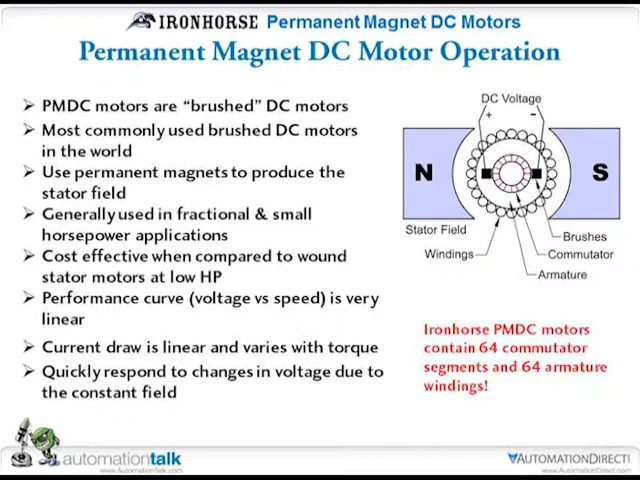 IRONHORSE Permanent Magnet DC Motors
Permanent Magnet DC Motor Operation
PMDC motors are “brushed” DC motors
Most commonly used brushed DC motors
in the world
Use permanent magnets to produce the
stator field
Generally used in fractional & small
horsepower applications
Cost effective when compared to wound
stator motors at low HP
Performance curve (voltage vs speed) is very
linear
Current draw is linear and varies with torque
Quickly respond to changes in voltage due to
the constant field
DC Voltage
+ –
N S
Stator Field
Windings
Brushes
Commutator
Armature
Ironhorse PMDC motors
contain 64 commutator
segments and 64 armature
windings!
automationtalk
www.AutomationTalk.com
AUTOMATIONDIRECT!
www.AutomationDirect.com